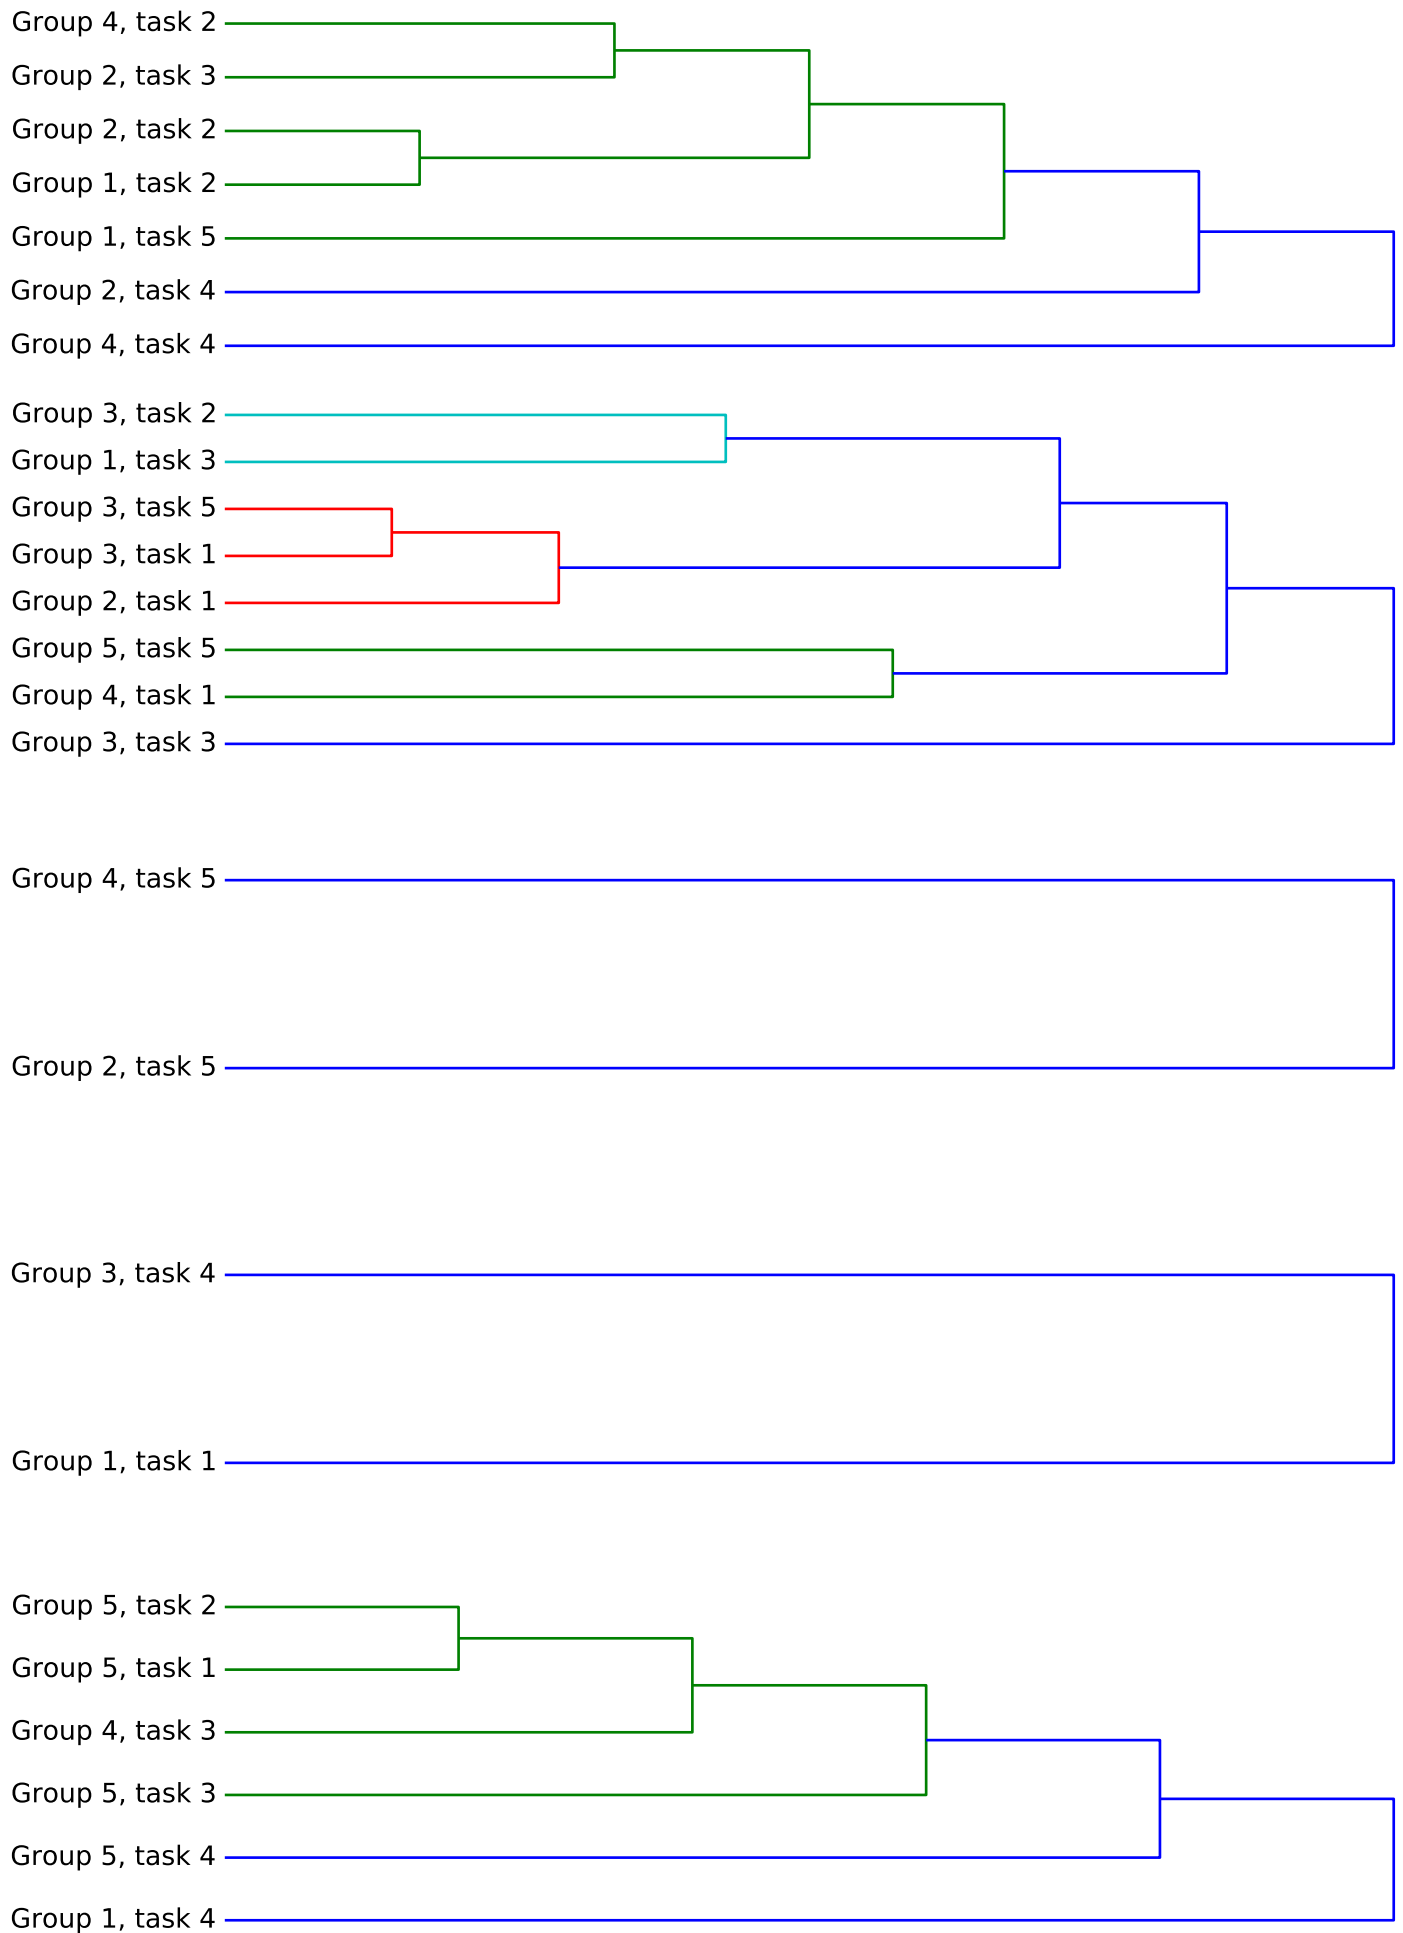 Group 4, task 2
Group 2, task 3
Group 2, task 2
Group 1, task 2
Group 1, task 5
Group 2, task 4
Group 4, task 4
Group 3, task 2
Group 1, task 3
Group 3, task 5
Group 3, task 1
Group 2, task 1
Group 5, task 5
Group 4, task 1
Group 3, task 3
Group 4, task 5
Group 2, task 5
Group 3, task 4
Group 1, task 1
Group 5, task 2
Group 5, task 1
Group 4, task 3
Group 5, task 3
Group 5, task 4
Group 1, task 4